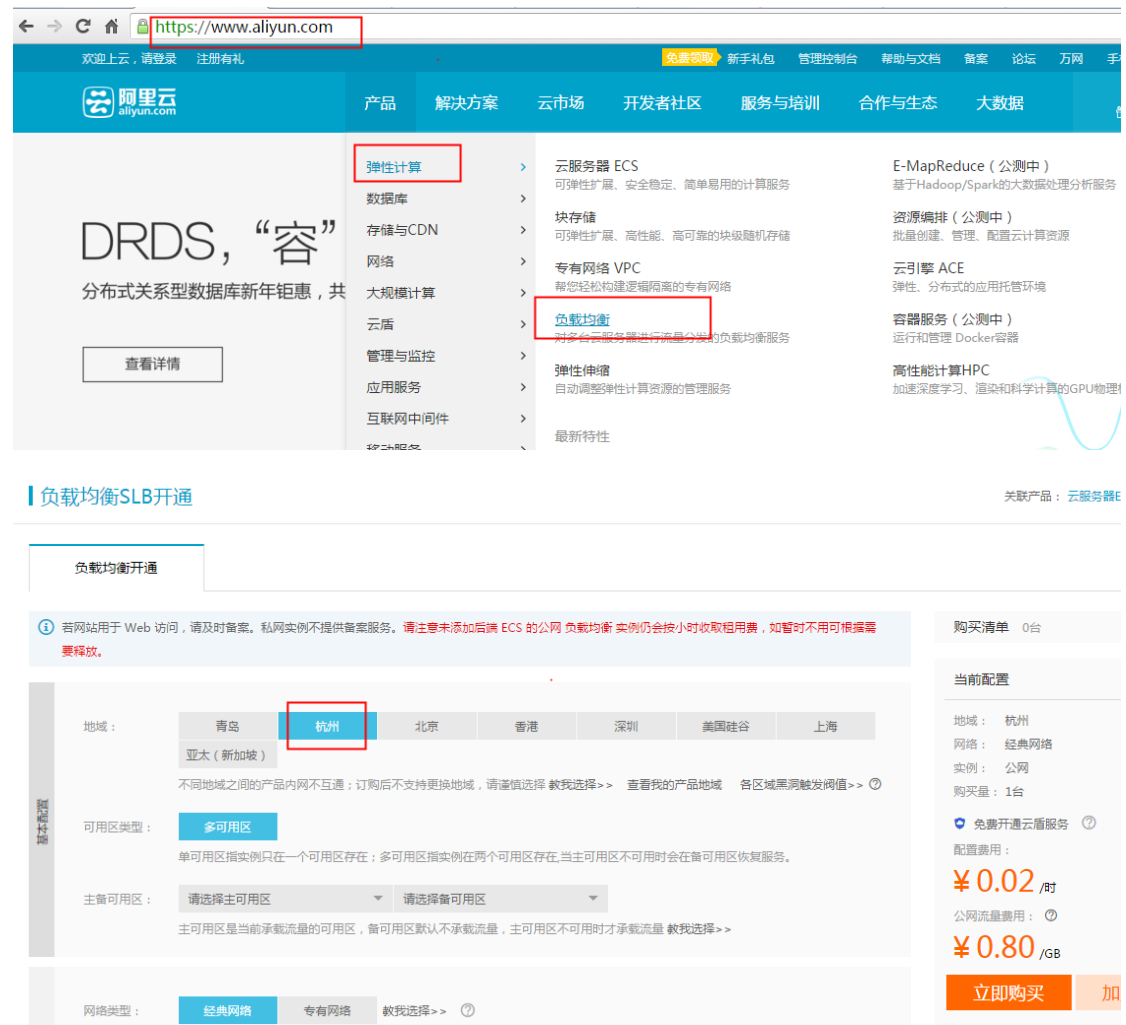 https://www.aliyun.com
欢迎上云，请登录 注册有礼 免费领取 新手礼包 管理控制台 帮助与文档 备案 论坛 万网
阿里云 aliyun.com 产品 解决方案 云市场 开发者社区 服务与培训 合作与生态 大数据
弹性计算
数据库
存储与CDN
网络
大规模计算
云盾
管理与监控
应用服务
互联网中间件
移动服务
云服务器 ECS
可弹性扩展、安全稳定、简单易用的计算服务
块存储
可弹性扩展、高性能、高可靠的块级随机存储
专有网络 VPC
帮您轻松构建逻辑隔离的专有网络
负载均衡
对多台云服务器进行流量分发的负载均衡服务
弹性伸缩
自动调整弹性计算资源的管理服务
最新特性
E-MapReduce（公测中）
基于Hadoop/Spark的大数据处理分析服务
资源编排（公测中）
批量创建、管理、配置云计算资源
云引擎 ACE
弹性、分布式的应用托管环境
容器服务（公测中）
运行和管理 Docker容器
高性能计算HPC
加速深度学习、渲染和科学计算的GPU物理
DRDS，“容”
分布式关系型数据库新年钜惠，共
查看详情
负载均衡SLB开通
关联产品：云服务器E
负载均衡开通
若网站用于 Web 访问，请及时备案。私网实例不提供备案服务。请注意未添加后端 ECS 的公网 负载均衡 实例仍会按小时收取租用费，如暂时不用可根据需
要释放。
基本配置
地域： 青岛 杭州 北京 香港 深圳 美国硅谷 上海
亚太（新加坡）
不同地域之间的产品内网不互通；订购后不支持更换地域，请谨慎选择 教我选择>> 查看我的产品地域 各区域黑洞触发阀值>>
可用区类型： 多可用区
单可用区指实例只在一个可用区存在；多可用区指实例在两个可用区存在,当主可用区不可用时会在备可用区恢复服务。
主备可用区： 请选择主可用区 请选择备可用区
主可用区是当前承载流量的可用区，备可用区默认不承载流量，主可用区不可用时才承载流量 教我选择>>
网络类型： 经典网络 专有网络 教我选择>>
购买清单 0台
当前配置
地域： 杭州
网络： 经典网络
实例： 公网
购买量： 1台
免费开通云盾服务
配置费用：
¥ 0.02 /时
公网流量费用：
¥ 0.80 /GB
立即购买 加